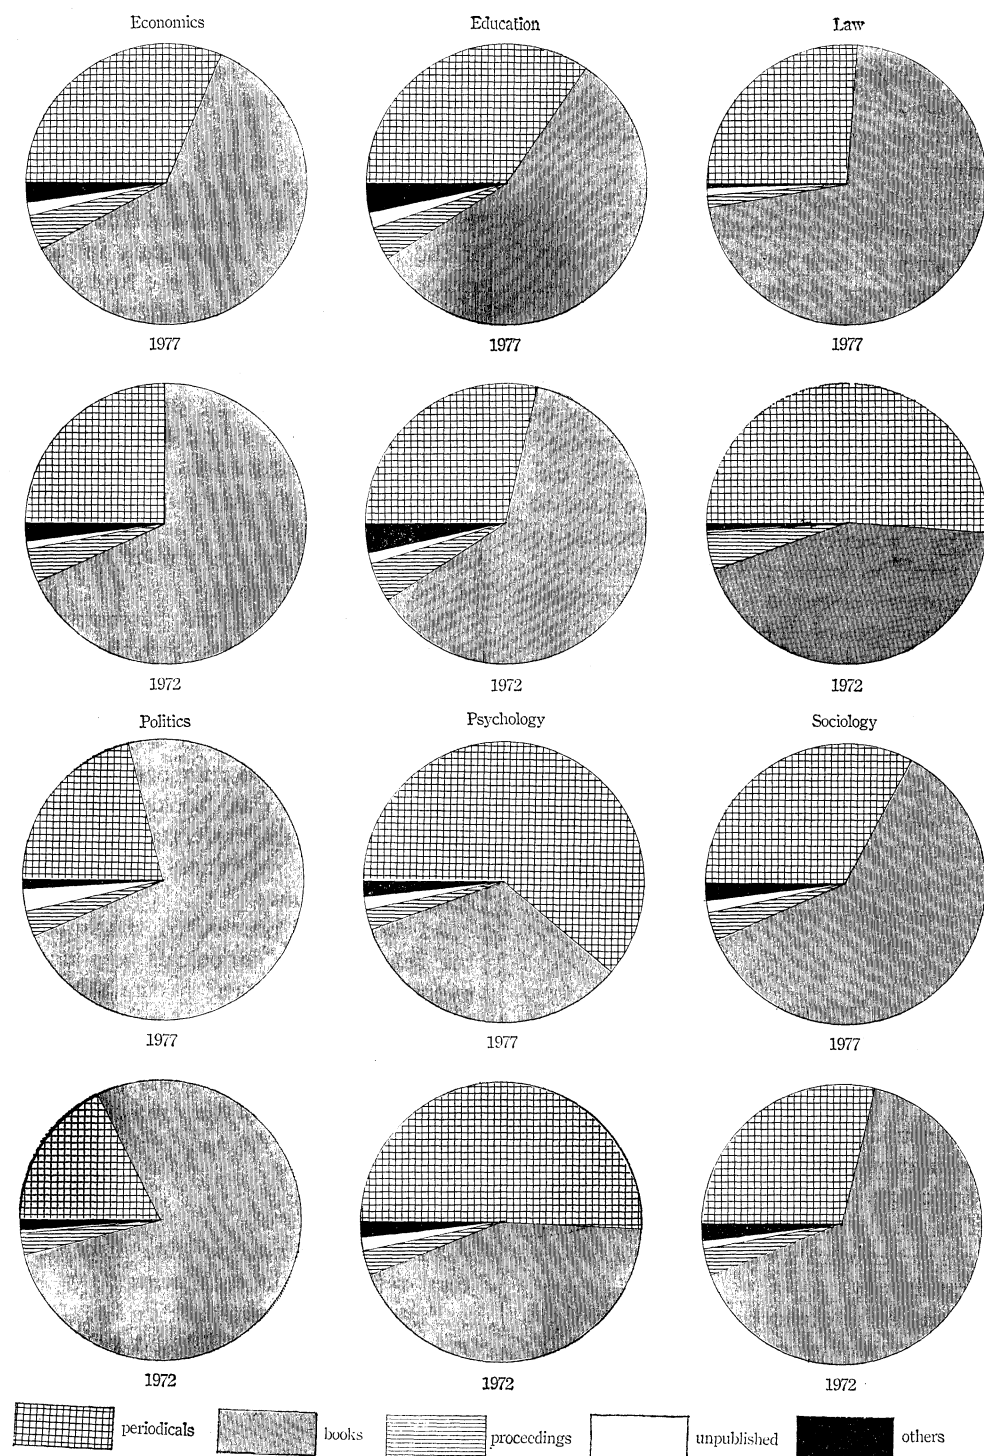 Economics Education Law
1977 1977 1977
1972 1972 1972
Politics Psychology Sociology
1977 1977 1977
1972 1972 1972
periodicals books proceedings unpublished others